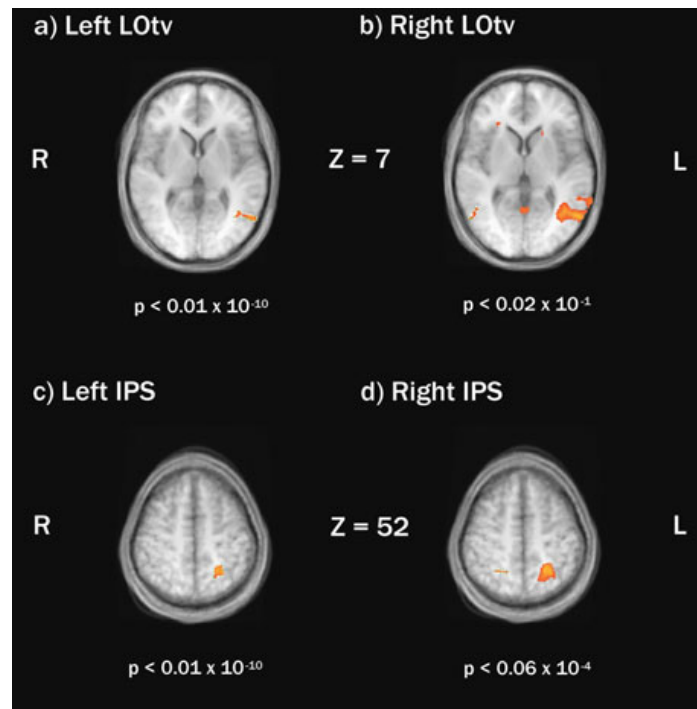 a) Left LOtv
b) Right LOtv
R
Z = 7
L
p < 0.01 x 10⁻¹⁰
p < 0.02 x 10⁻¹
c) Left IPS
d) Right IPS
R
Z = 52
L
p < 0.01 x 10⁻¹⁰
p < 0.06 x 10⁻⁴